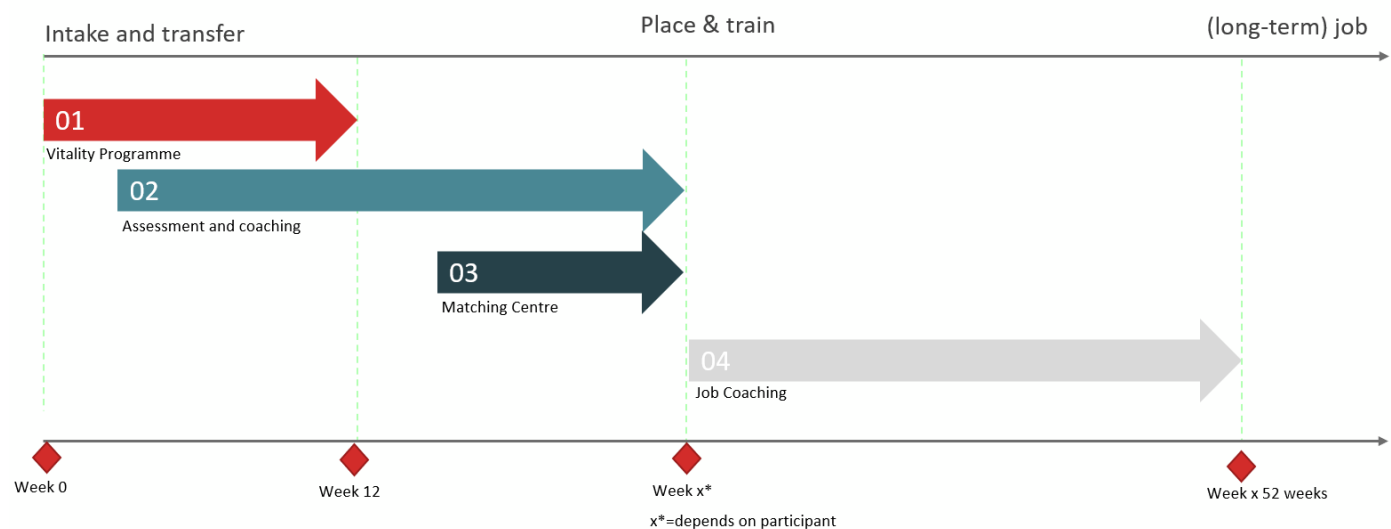 Intake and transfer
Place & train
(long-term) job
01
Vitality Programme
02
Assessment and coaching
03
Matching Centre
04
Job Coaching
Week 0
Week 12
Week x*
Week x 52 weeks
x*=depends on participant